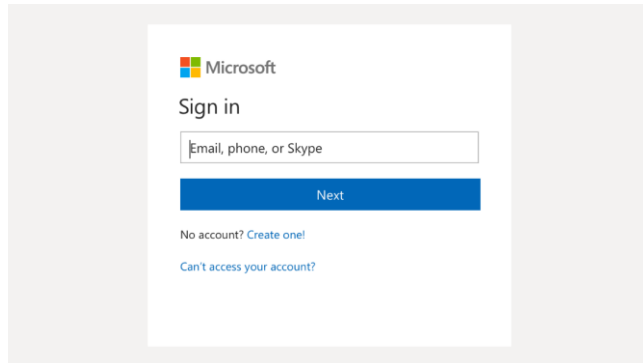 Microsoft
Sign in
Email, phone, or Skype
Next
No account? Create one!
Can't access your account?